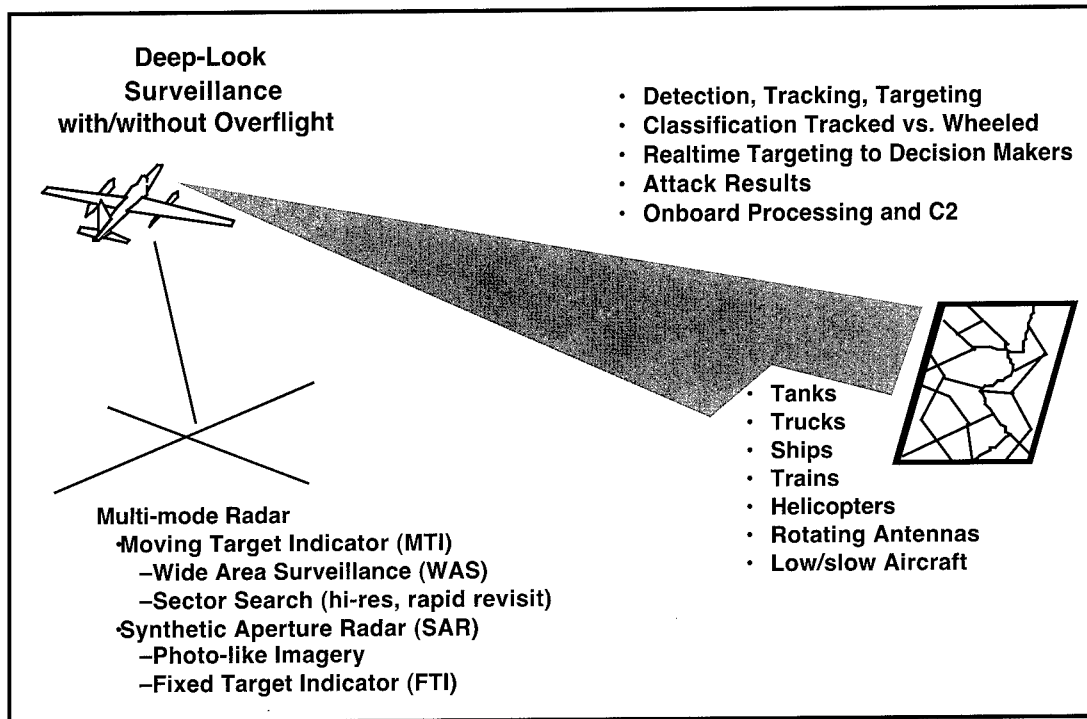 Deep-Look
Surveillance
with/without Overflight
· Detection, Tracking, Targeting
· Classification Tracked vs. Wheeled
· Realtime Targeting to Decision Makers
· Attack Results
· Onboard Processing and C2
· Tanks
· Trucks
· Ships
· Trains
· Helicopters
· Rotating Antennas
· Low/slow Aircraft
Multi-mode Radar
•Moving Target Indicator (MTI)
–Wide Area Surveillance (WAS)
–Sector Search (hi-res, rapid revisit)
•Synthetic Aperture Radar (SAR)
–Photo-like Imagery
–Fixed Target Indicator (FTI)